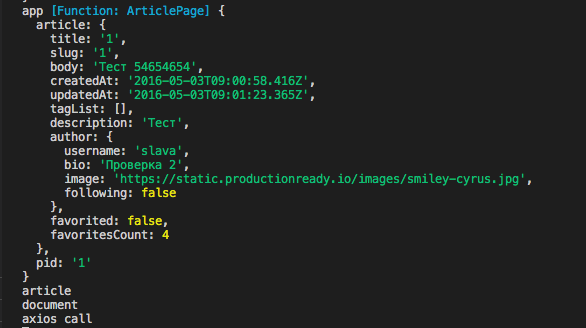 app [Function: ArticlePage] {
article: {
title: '1',
slug: '1',
body: 'Тест 54654654',
createdAt: '2016-05-03T09:00:58.416Z',
updatedAt: '2016-05-03T09:01:23.365Z',
tagList: [],
description: 'Тест',
author: {
username: 'slava',
bio: 'Проверка 2',
image: 'https://static.productionready.io/images/smiley-cyrus.jpg',
following: false
},
favorited: false,
favoritesCount: 4
},
pid: '1'
}
article
document
axios call